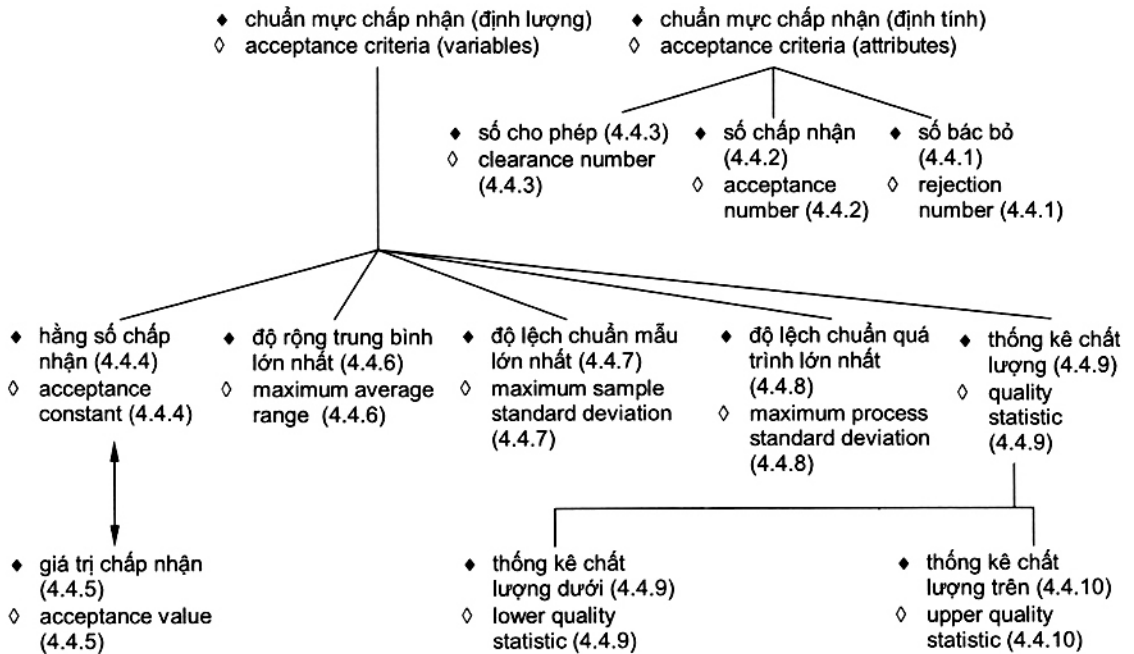 ♦ chuẩn mực chấp nhận (định lượng)
◊ acceptance criteria (variables)
♦ chuẩn mực chấp nhận (định tính)
◊ acceptance criteria (attributes)
♦ số cho phép (4.4.3)
◊ clearance number
(4.4.3)
♦ số chấp nhận
(4.4.2)
◊ acceptance
number (4.4.2)
♦ số bác bỏ
(4.4.1)
◊ rejection
number (4.4.1)
♦ hằng số chấp
nhận (4.4.4)
◊ acceptance
constant (4.4.4)
♦ độ rộng trung bình
lớn nhất (4.4.6)
◊ maximum average
range (4.4.6)
♦ độ lệch chuẩn mẫu
lớn nhất (4.4.7)
◊ maximum sample
standard deviation
(4.4.7)
♦ độ lệch chuẩn quá
trình lớn nhất
(4.4.8)
◊ maximum process
standard deviation
(4.4.8)
♦ thống kê chất
lượng (4.4.9)
◊ quality
statistic
(4.4.9)
♦ giá trị chấp nhận
(4.4.5)
◊ acceptance value
(4.4.5)
♦ thống kê chất
lượng dưới (4.4.9)
◊ lower quality
statistic (4.4.9)
♦ thống kê chất
lượng trên (4.4.10)
◊ upper quality
statistic (4.4.10)